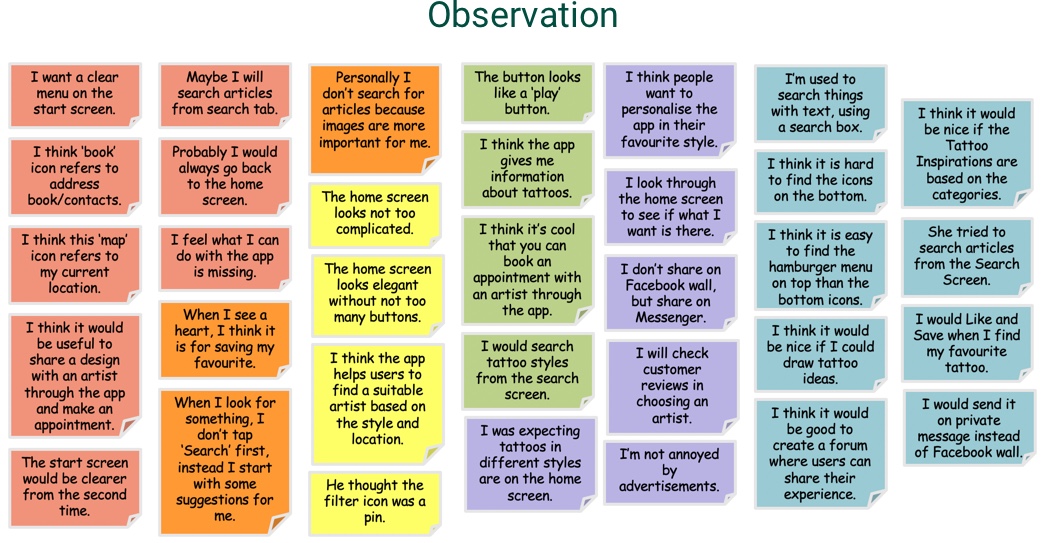 Observation
I want a clear
menu on the
start screen.
I think 'book'
icon refers to
address
book/contacts.
I think this 'map'
icon refers to
my current
location.
I think it would
be useful to
share a design
with an artist
through the app
and make an
appointment.
The start screen
would be clearer
from the second
time.
Maybe I will
search articles
from search tab.
Probably I would
always go back
to the home
screen.
I feel what I can
do with the app
is missing.
When I see a
heart, I think it
is for saving my
favourite.
When I look for
something, I
don't tap
'Search' first,
instead I start
with some
suggestions for
me.
Personally I
don't search for
articles because
images are more
important for me.
The home screen
looks not too
complicated.
The home screen
looks elegant
without not too
many buttons.
I think the app
helps users to
find a suitable
artist based on
the style and
location.
He thought the
filter icon was a
pin.
The button looks
like a 'play'
button.
I think the app
gives me
information
about tattoos.
I think it's cool
that you can
book an
appointment with
an artist through
the app.
I would search
tattoo styles
from the search
screen.
I was expecting
tattoos in
different styles
are on the home
screen.
I think people
want to
personalise the
app in their
favourite style.
I look through
the home screen
to see if what I
want is there.
I don't share on
Facebook wall,
but share on
Messenger.
I will check
customer
reviews in
choosing an
artist.
I'm not annoyed
by
advertisements.
I'm used to
search things
with text, using
a search box.
I think it is hard
to find the icons
on the bottom.
I think it is easy
to find the
hamburger menu
on top than the
bottom icons.
I think it would
be nice if I could
draw tattoo
ideas.
I think it would
be good to
create a forum
where users can
share their
experience.
I think it would
be nice if the
Tattoo
Inspirations are
based on the
categories.
She tried to
search articles
from the Search
Screen.
I would Like and
Save when I find
my favourite
tattoo.
I would send it
on private
message instead
of Facebook wall.